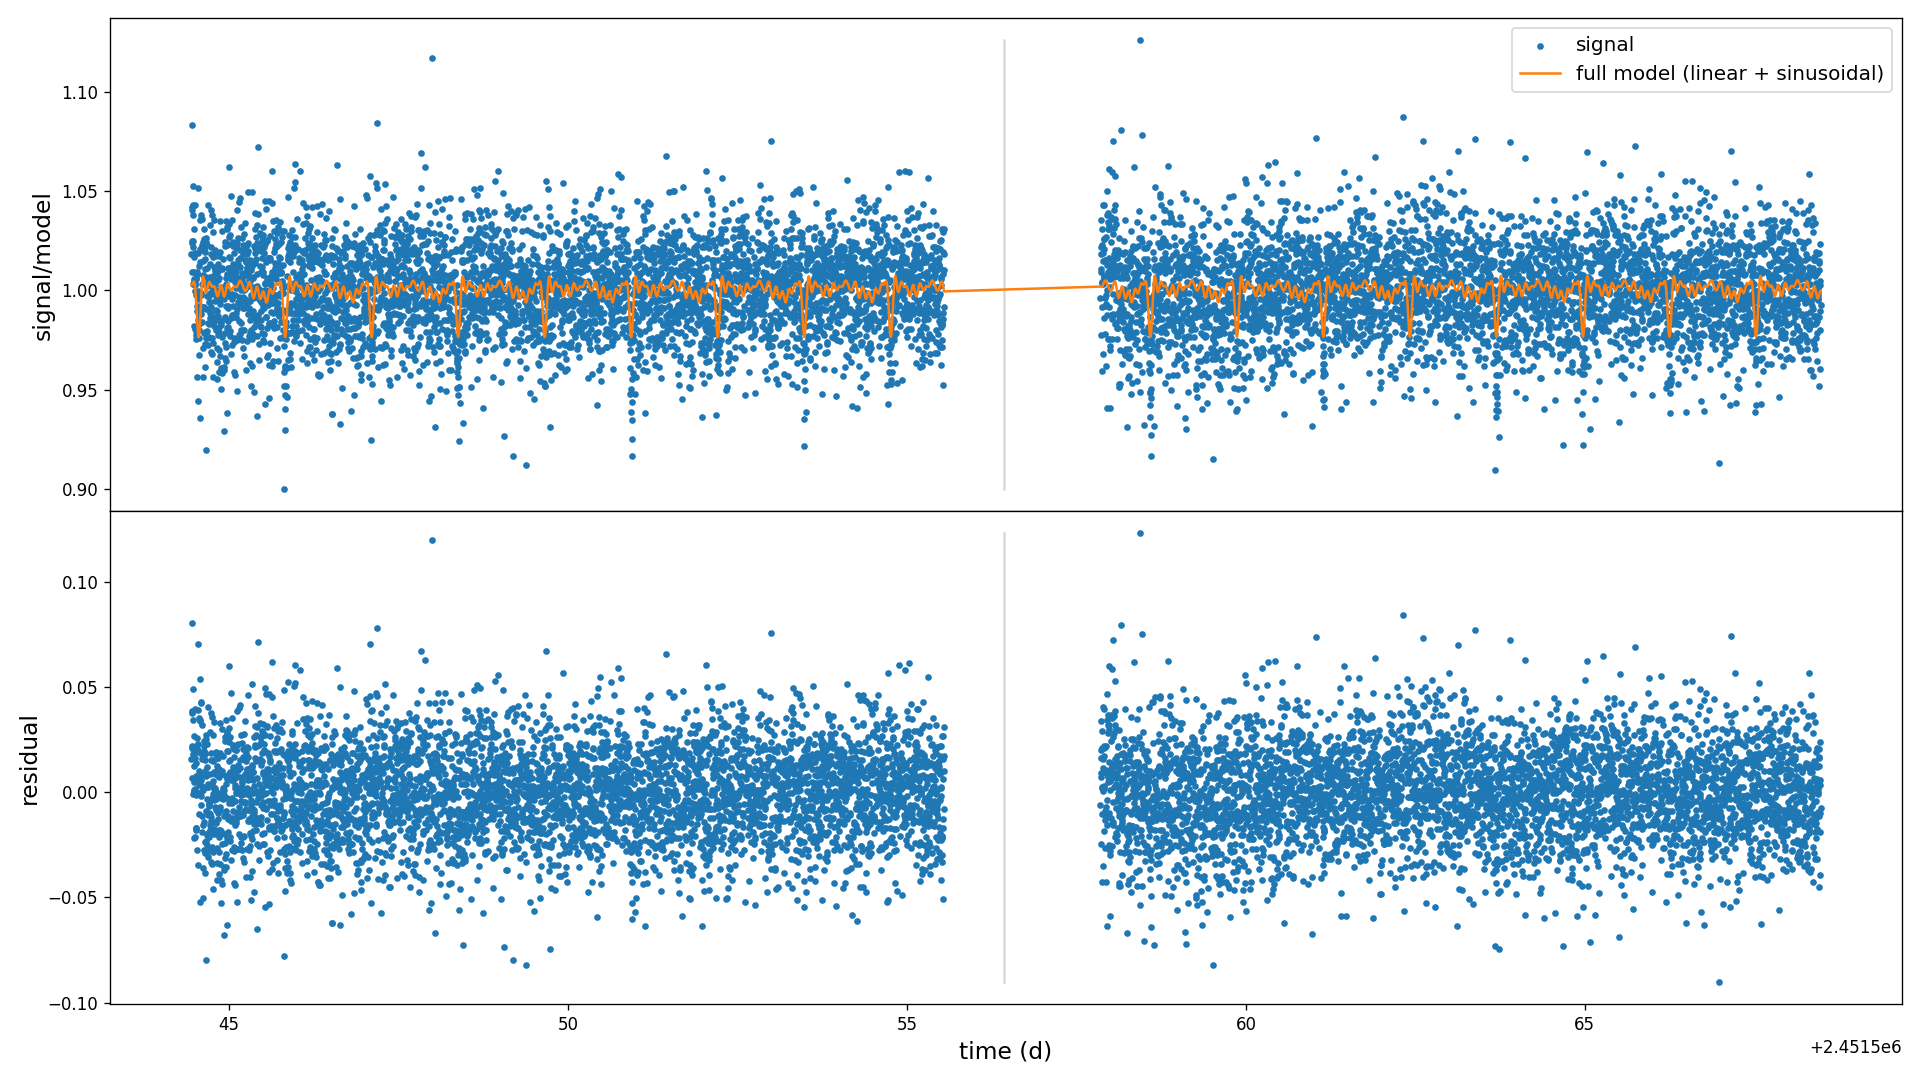 signal
full model (linear + sinusoidal)
signal/model
1.10
1.05
1.00
0.95
0.90
residual
0.10
0.05
0.00
−0.05
−0.10
45
50
55
60
65
time (d)
+2.4515e6